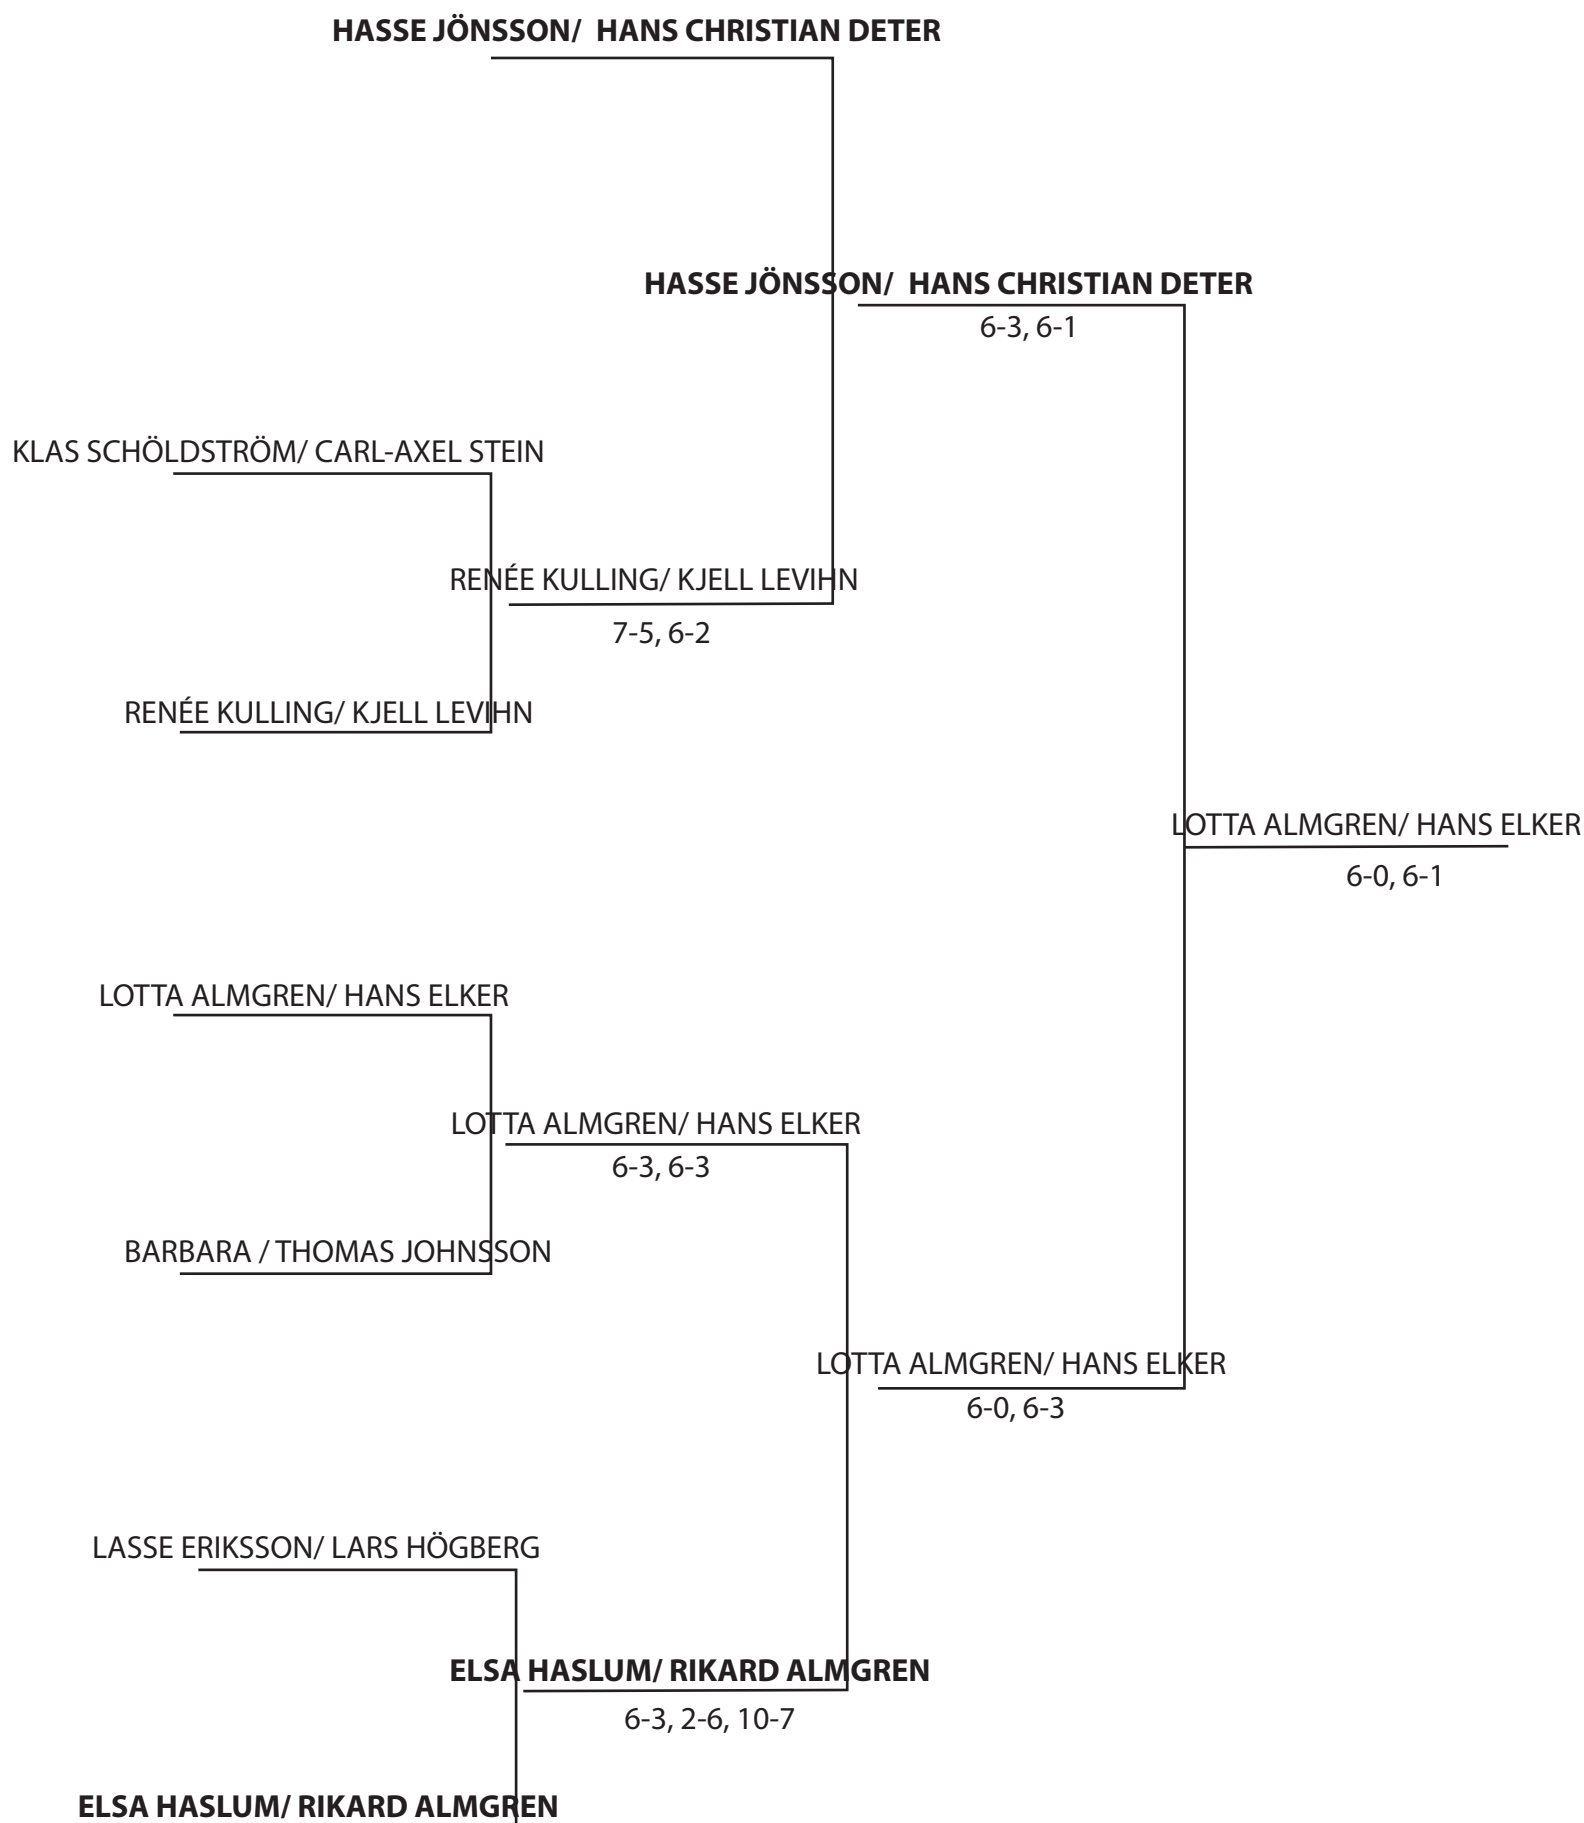 HASSE JÖNSSON/ HANS CHRISTIAN DETER
HASSE JÖNSSON/ HANS CHRISTIAN DETER
6-3, 6-1
KLAS SCHÖLDSTRÖM/ CARL-AXEL STEIN
RENÉE KULLING/ KJELL LEVIHN
7-5, 6-2
RENÉE KULLING/ KJELL LEVIHN
LOTTA ALMGREN/ HANS ELKER
6-0, 6-1
LOTTA ALMGREN/ HANS ELKER
LOTTA ALMGREN/ HANS ELKER
6-3, 6-3
BARBARA / THOMAS JOHNSSON
LOTTA ALMGREN/ HANS ELKER
6-0, 6-3
LASSE ERIKSSON/ LARS HÖGBERG
ELSA HASLUM/ RIKARD ALMGREN
6-3, 2-6, 10-7
ELSA HASLUM/ RIKARD ALMGREN